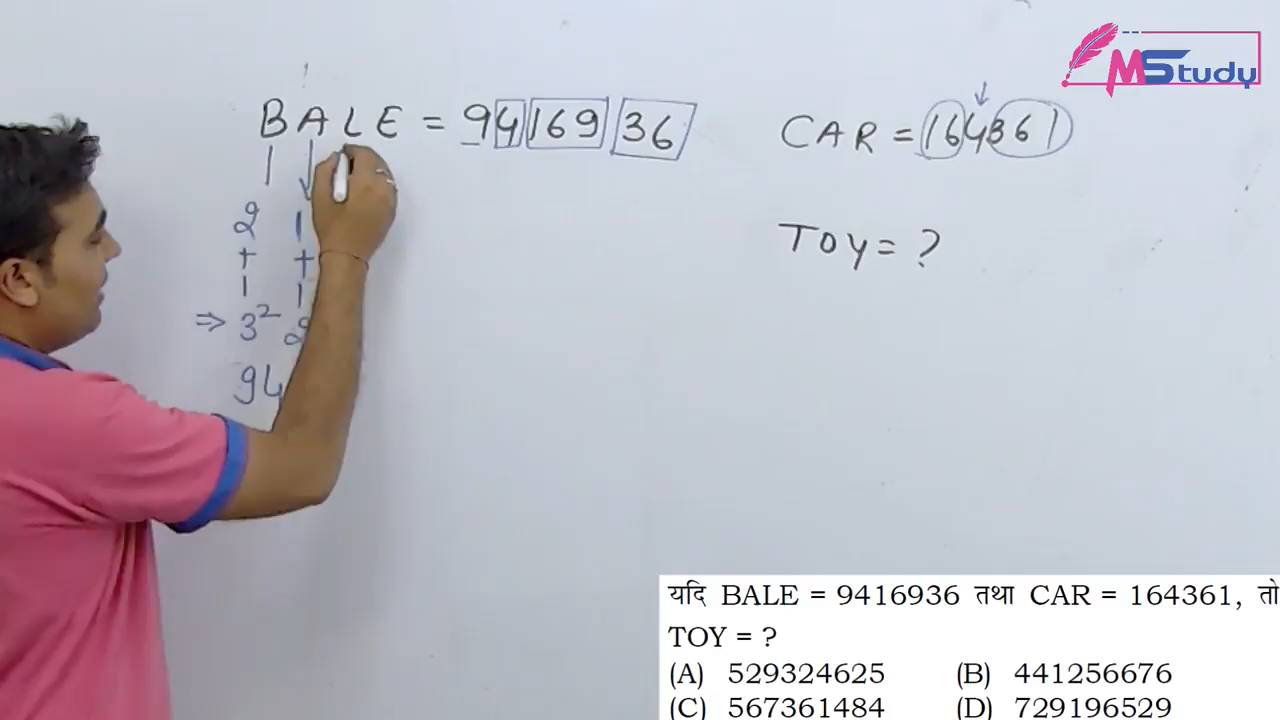 MStudy
BALE = 9416936
CAR = 164361
TOY = ?
2 1
+ +
1 1
⇒ 3² 2
94
यदि BALE = 9416936 तथा CAR = 164361, तो
TOY = ?
(A) 529324625 (B) 441256676
(C) 567361484 (D) 729196529